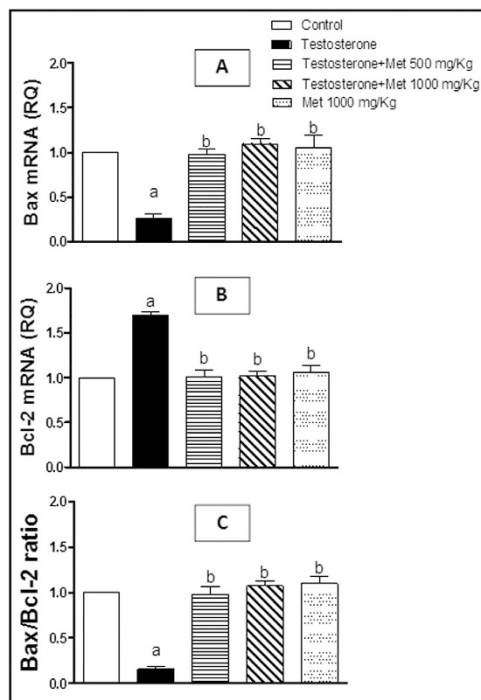 Control
Testosterone
Testosterone+Met 500 mg/Kg
Testosterone+Met 1000 mg/Kg
Met 1000 mg/Kg
A
Bax mRNA (RQ)
2.0
1.5
1.0
0.5
0.0
a
b
b
b
B
Bcl-2 mRNA (RQ)
2.0
1.5
1.0
0.5
0.0
a
b
b
b
C
Bax/Bcl-2 ratio
2.0
1.5
1.0
0.5
0.0
a
b
b
b